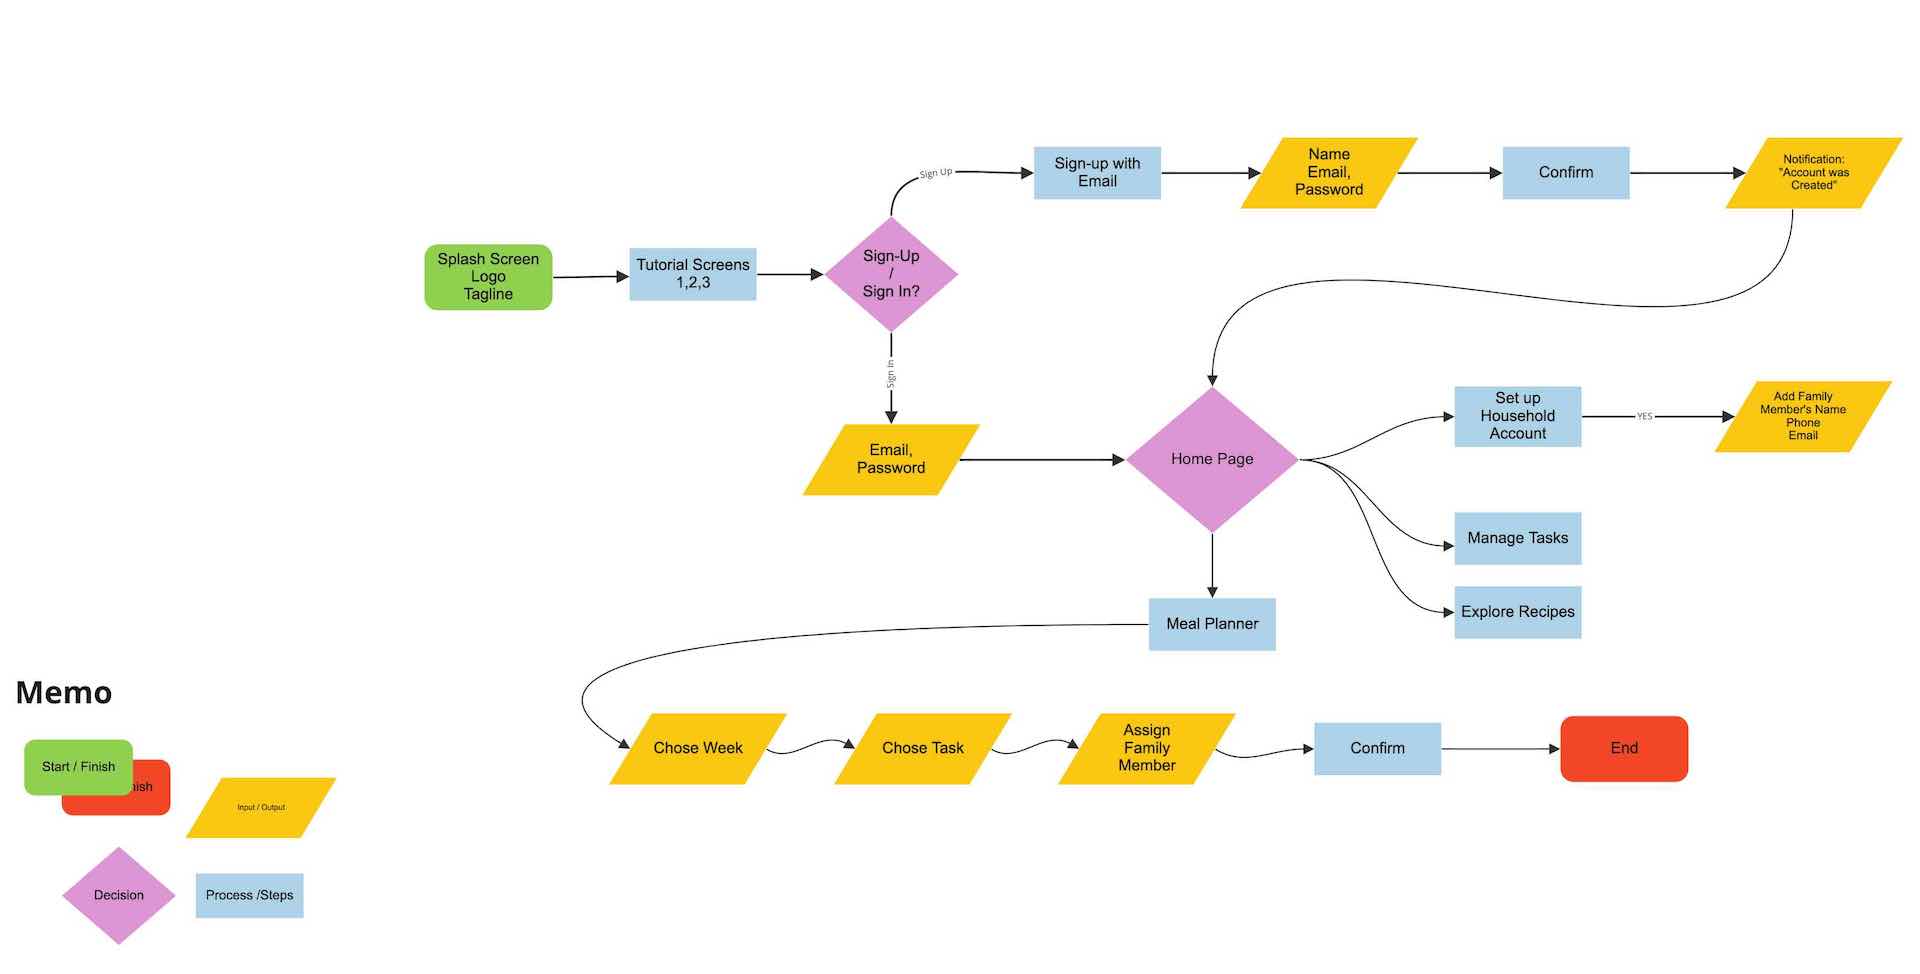 Sign Up
Sign-up with
Email
Name
Email,
Password
Confirm
Notification:
"Account was
Created"
Splash Screen
Logo
Tagline
Tutorial Screens
1,2,3
Sign-Up
/
Sign In?
Sign In
Email,
Password
Home Page
Set up
Household
Account
YES
Add Family
Member's Name
Phone
Email
Manage Tasks
Explore Recipes
Meal Planner
Chose Week
Chose Task
Assign
Family
Member
Confirm
End
Memo
Start / Finish
nish
Input / Output
Decision
Process /Steps